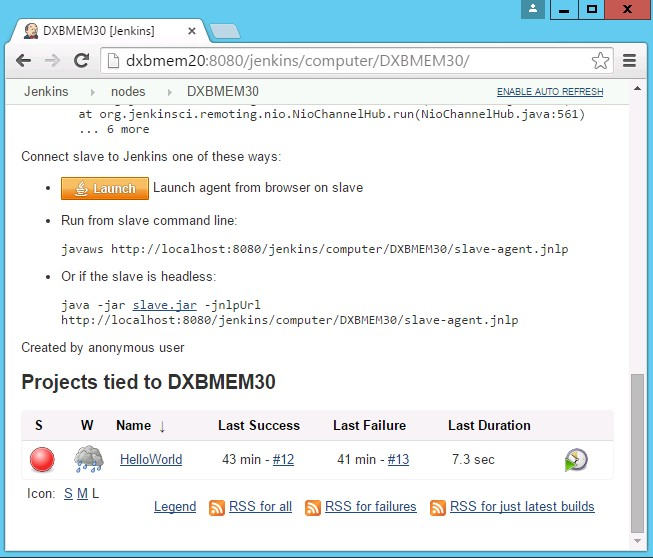 DXBMEM30 [Jenkins]
dxbmem20:8080/jenkins/computer/DXBMEM30/
Jenkins nodes DXBMEM30 ENABLE AUTO REFRESH
at org.jenkinsci.remoting.nio.NioChannelHub.run(NioChannelHub.java:561)
... 6 more
Connect slave to Jenkins one of these ways:
• Launch Launch agent from browser on slave
• Run from slave command line:
javaws http://localhost:8080/jenkins/computer/DXBMEM30/slave-agent.jnlp
• Or if the slave is headless:
java -jar slave.jar -jnlpUrl
http://localhost:8080/jenkins/computer/DXBMEM30/slave-agent.jnlp
Created by anonymous user
Projects tied to DXBMEM30
S W Name ↓ Last Success Last Failure Last Duration
HelloWorld 43 min - #12 41 min - #13 7.3 sec
Icon: S M L
Legend RSS for all RSS for failures RSS for just latest builds